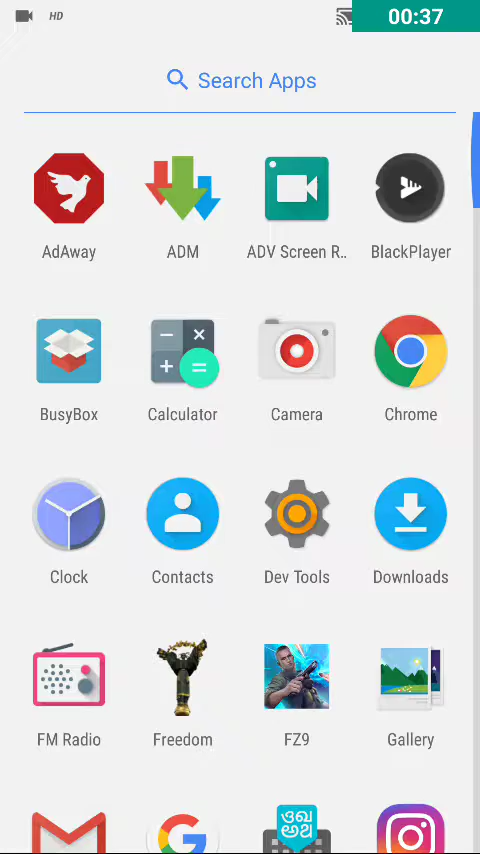 HD
00:37
Search Apps
AdAway
ADM
ADV Screen R..
BlackPlayer
BusyBox
Calculator
Camera
Chrome
Clock
Contacts
Dev Tools
Downloads
FM Radio
Freedom
FZ9
Gallery